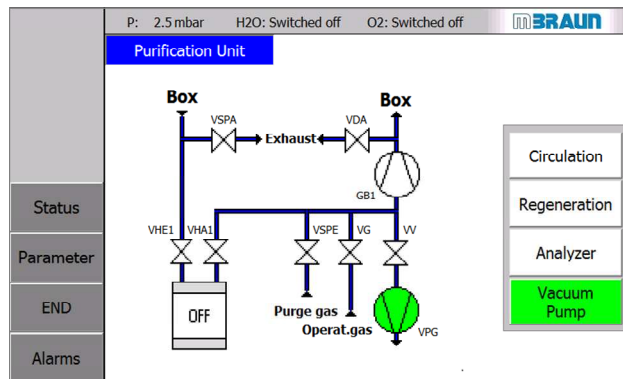 P: 2.5 mbar H2O: Switched off O2: Switched off mBRAUN
Purification Unit
Box
Box
VSPA
VDA
Exhaust
Circulation
GB1
Status
Regeneration
VHE1
VHA1
VSPE
VG
VV
Parameter
Analyzer
END
OFF
Purge gas
Vacuum
Pump
Operat.gas
VPG
Alarms